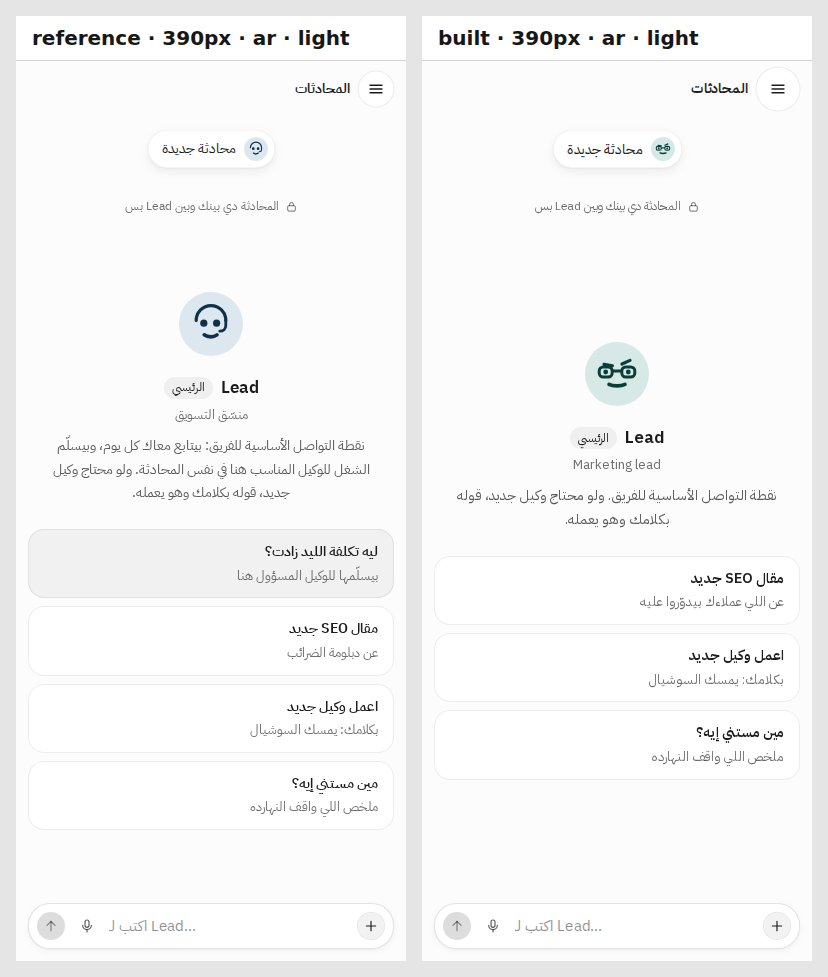 reference · 390px · ar · light
المحادثات
محادثة جديدة
المحادثة دي بينك وبين Lead بس
Lead الرئيسي
منسّق التسويق
نقطة التواصل الأساسية للفريق: بيتابع معاك كل يوم، وبيسلّم
الشغل للوكيل المناسب هنا في نفس المحادثة. ولو محتاج وكيل
جديد، قوله بكلامك وهو يعمله.
ليه تكلفة الليد زادت؟
بيسلّمها للوكيل المسؤول هنا
مقال SEO جديد
عن دبلومة الضرائب
اعمل وكيل جديد
بكلامك: يمسك السوشيال
مين مستني إيه؟
ملخص اللي واقف النهارده
اكتب لـ Lead...
built · 390px · ar · light
المحادثات
محادثة جديدة
المحادثة دي بينك وبين Lead بس
Lead الرئيسي
Marketing lead
نقطة التواصل الأساسية للفريق. ولو محتاج وكيل جديد، قوله
بكلامك وهو يعمله.
مقال SEO جديد
عن اللي عملاءك بيدوّروا عليه
اعمل وكيل جديد
بكلامك: يمسك السوشيال
مين مستني إيه؟
ملخص اللي واقف النهارده
اكتب لـ Lead...